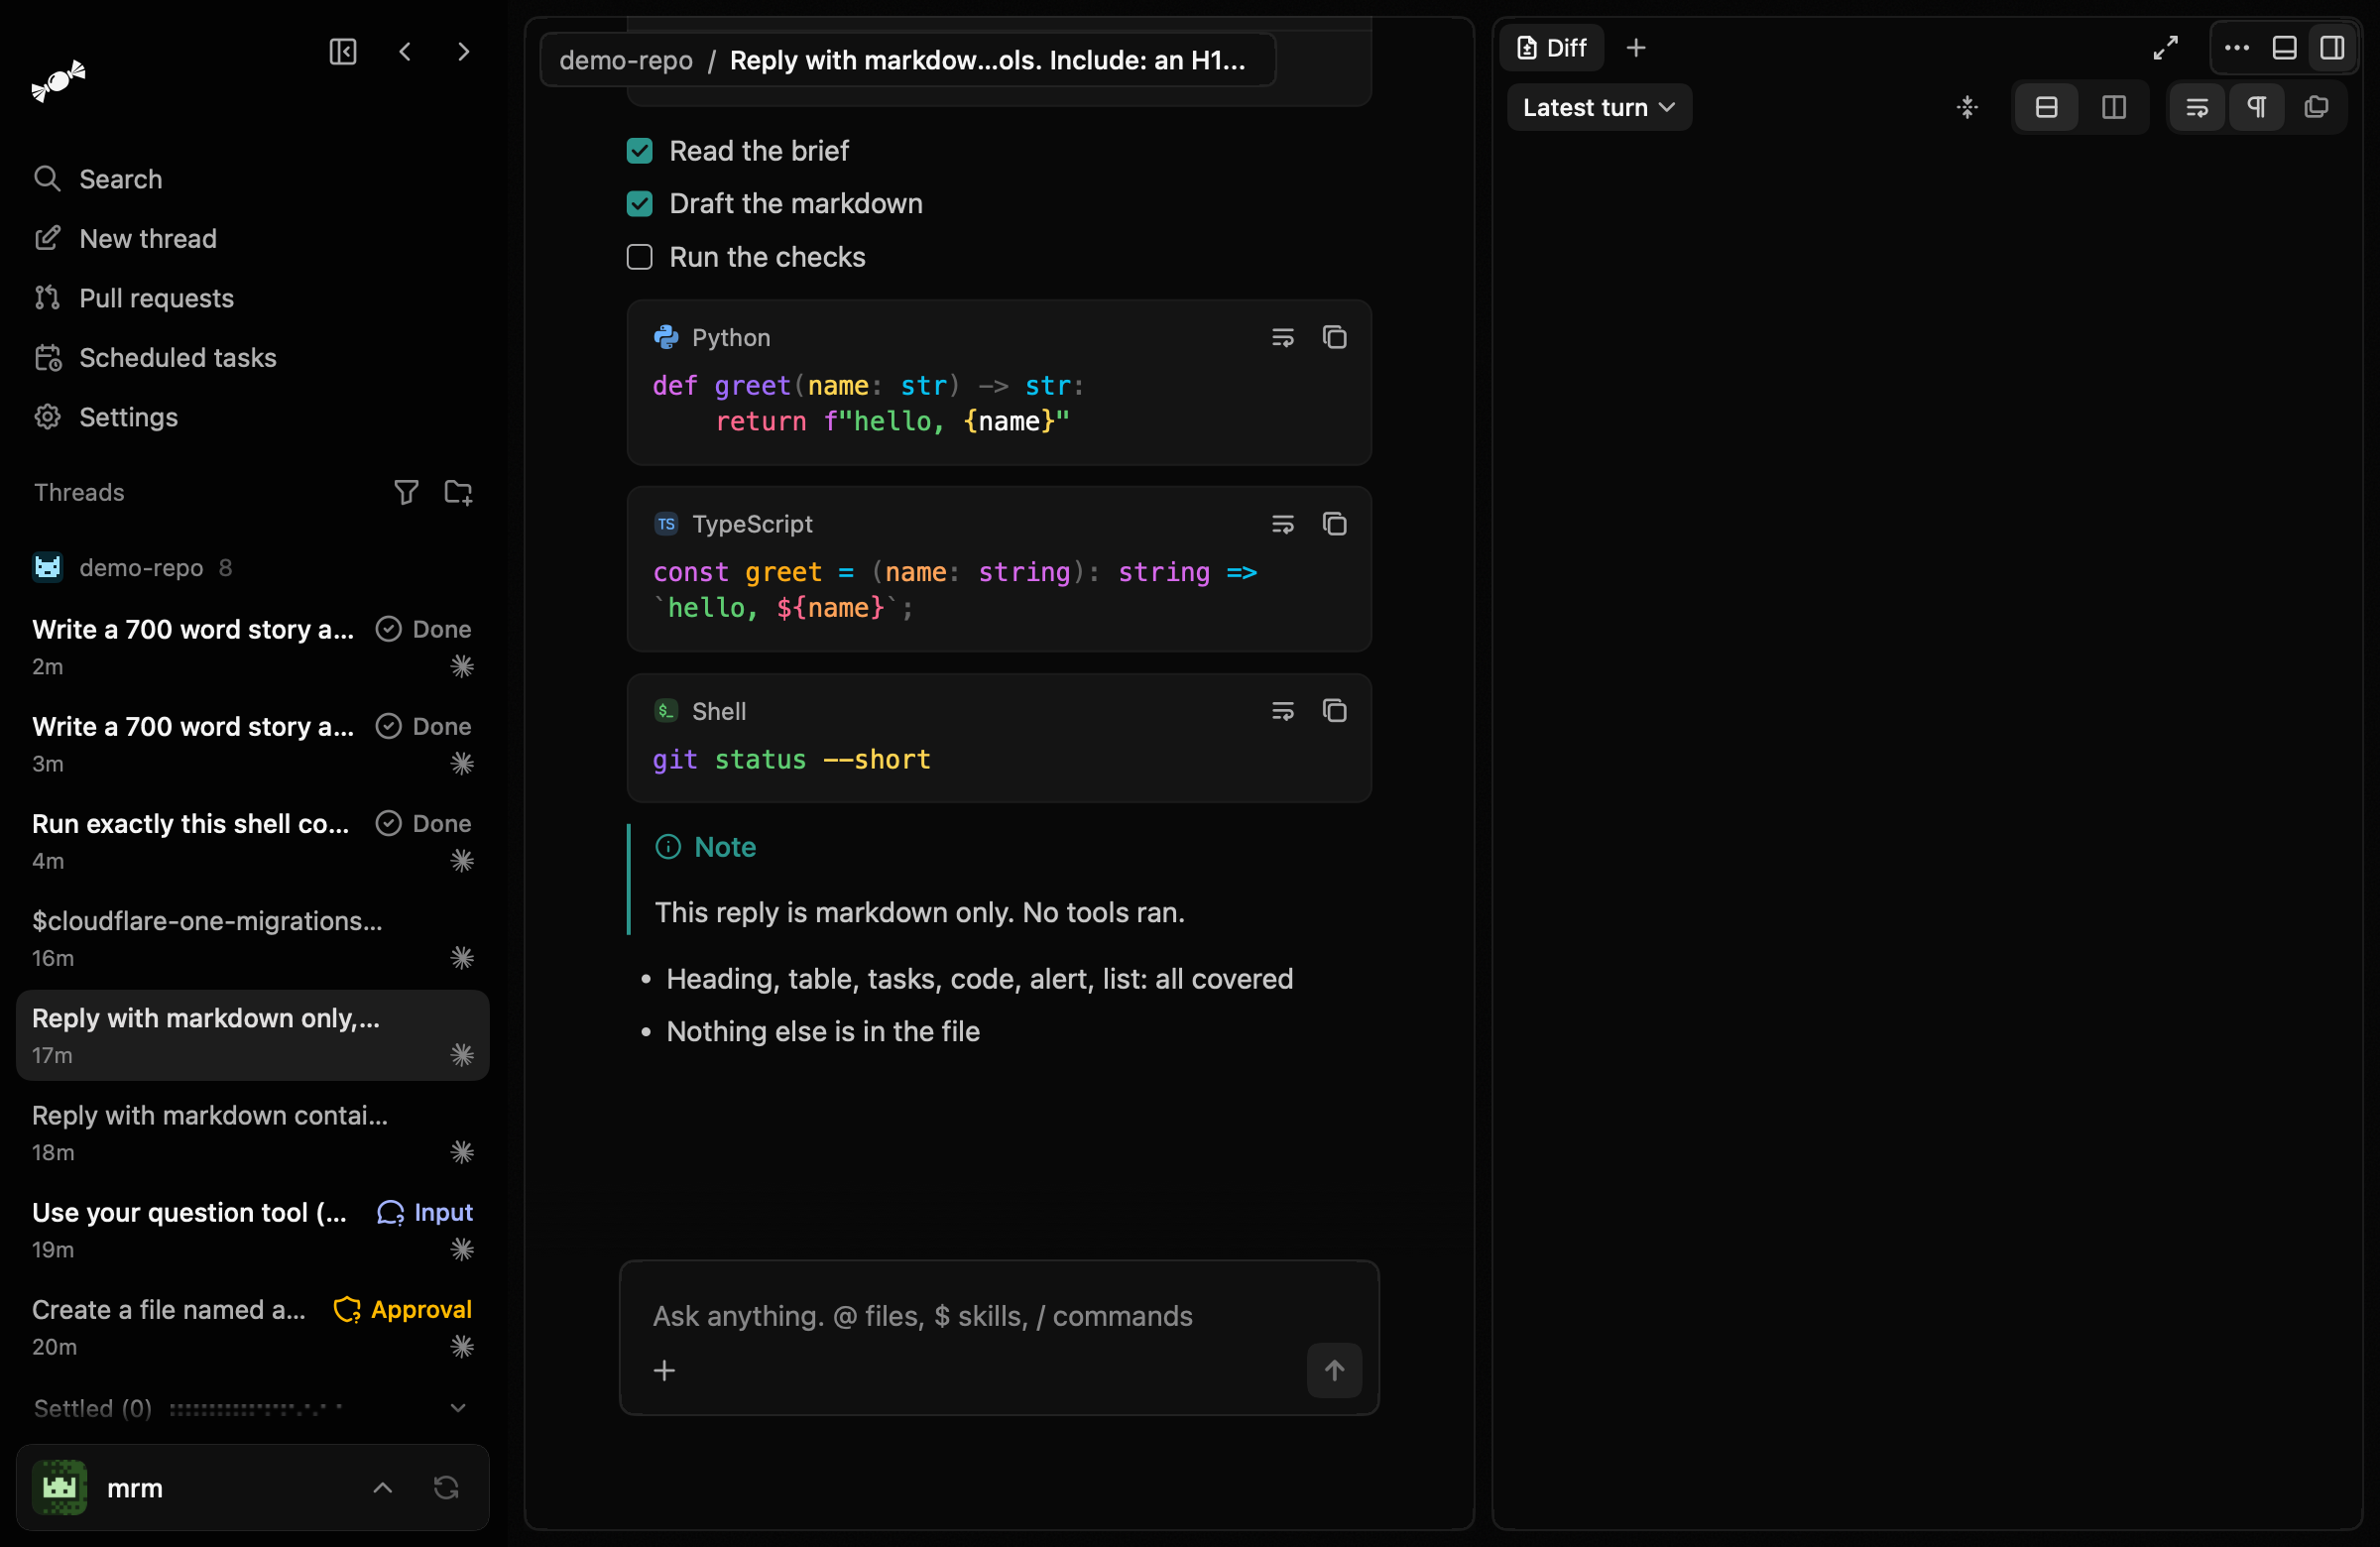 Search
New thread
Pull requests
Scheduled tasks
Settings
Threads
demo-repo 8
Write a 700 word story a... Done
2m
Write a 700 word story a... Done
3m
Run exactly this shell co... Done
4m
$cloudflare-one-migrations...
16m
Reply with markdown only,...
17m
Reply with markdown contai...
18m
Use your question tool (... Input
19m
Create a file named a... Approval
20m
Settled (0)
mrm
demo-repo / Reply with markdow...ols. Include: an H1...
Read the brief
Draft the markdown
Run the checks
Python
def greet(name: str) -> str:
    return f"hello, {name}"
TS TypeScript
const greet = (name: string): string =>
`hello, ${name}`;
$_ Shell
git status --short
Note
This reply is markdown only. No tools ran.
• Heading, table, tasks, code, alert, list: all covered
• Nothing else is in the file
Ask anything. @ files, $ skills, / commands
Diff
Latest turn